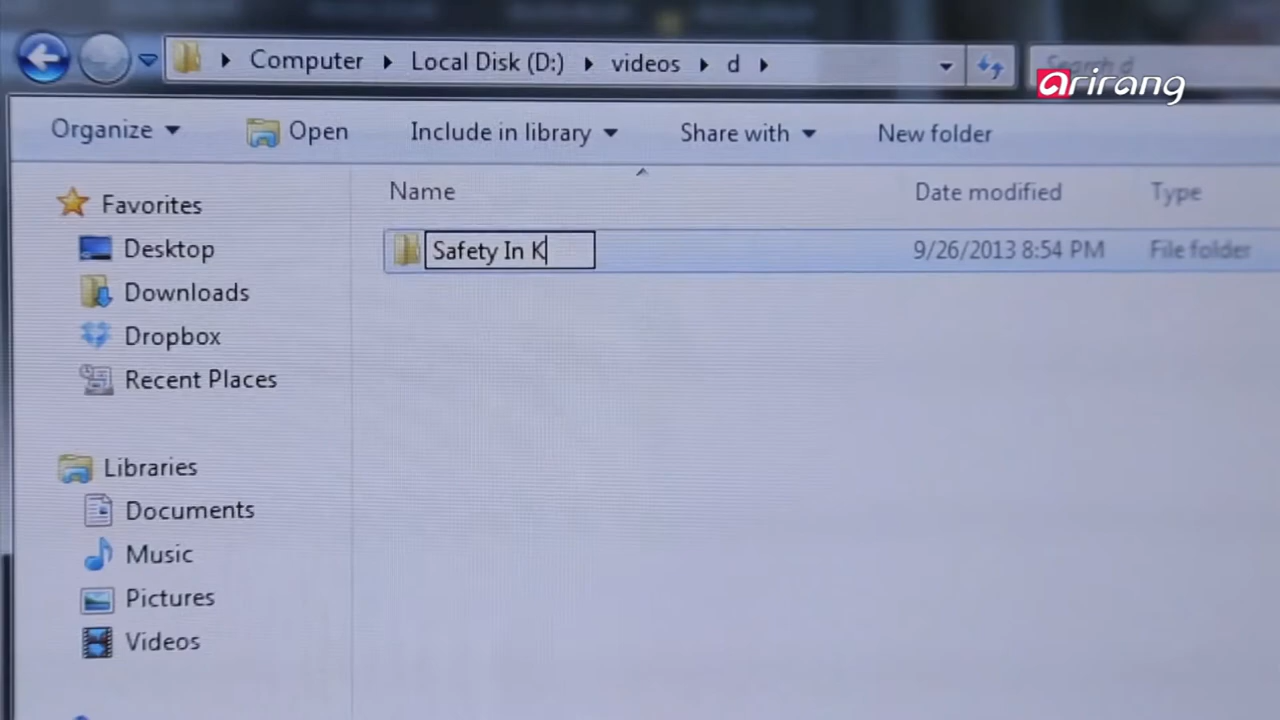 Computer Local Disk (D:) videos d Search d
arirang
Organize Open Include in library Share with New folder
Name Date modified Type
Safety In K 9/26/2013 8:54 PM File folder
Favorites
Desktop
Downloads
Dropbox
Recent Places
Libraries
Documents
Music
Pictures
Videos